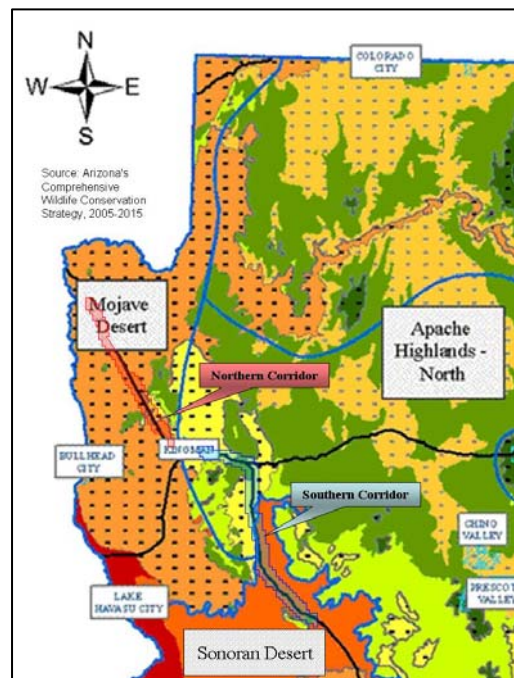 N
W E
S
COLORADO
CITY
Source: Arizona's
Comprehensive
Wildlife Conservation
Strategy, 2005-2015
Mojave
Desert
Apache
Highlands -
North
Northern Corridor
BULLHEAD
CITY
KINGMAN
Southern Corridor
CHINO
VALLEY
LAKE
HAVASU CITY
PRESCOT
VALLEY
Sonoran Desert